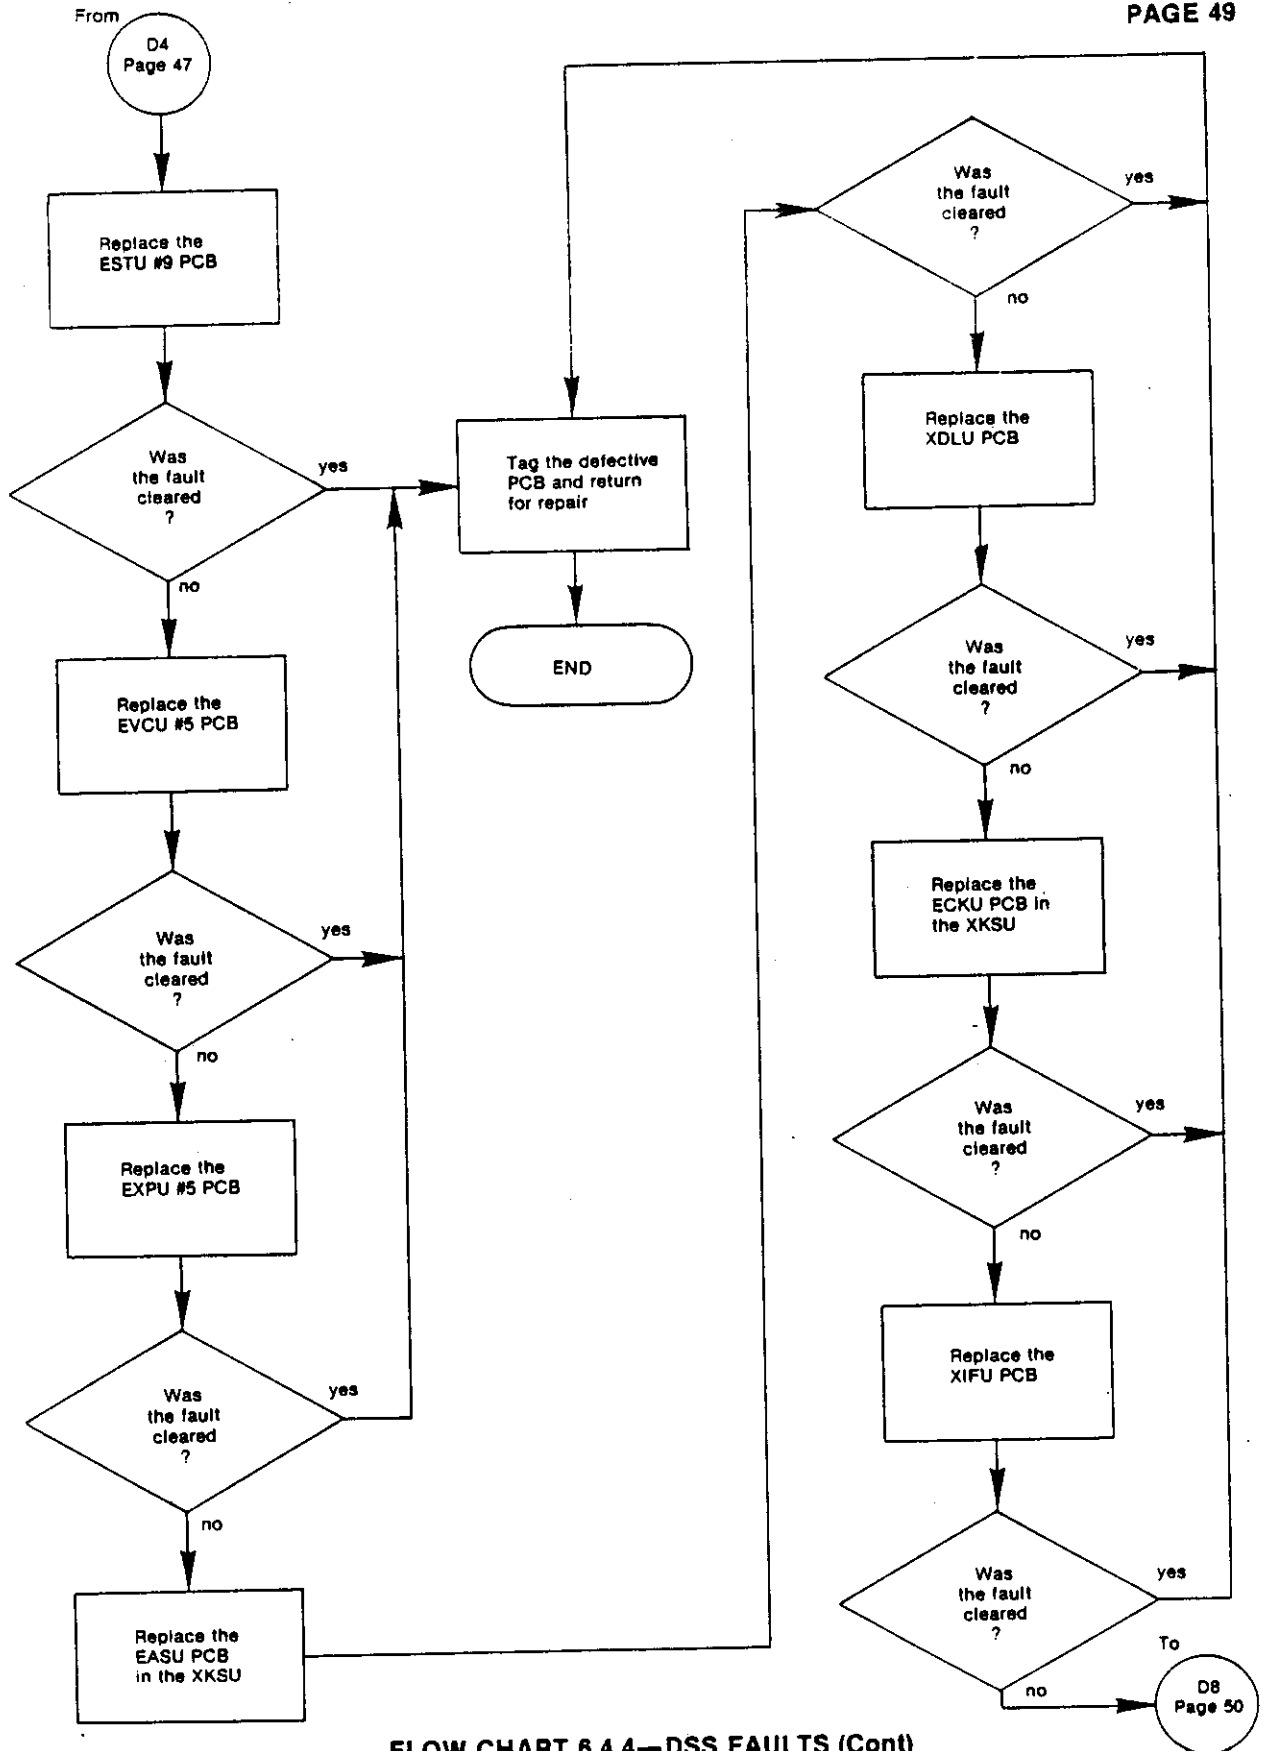 PAGE 49
From
D4
Page 47
Replace the
ESTU #9 PCB
Was
the fault
cleared
?
yes
no
Replace the
EVCU #5 PCB
Was
the fault
cleared
?
yes
no
Replace the
EXPU #5 PCB
Was
the fault
cleared
?
yes
no
Replace the
EASU PCB
in the XKSU
Tag the defective
PCB and return
for repair
END
Was
the fault
cleared
?
yes
no
Replace the
XDLU PCB
Was
the fault
cleared
?
yes
no
Replace the
ECKU PCB in
the XKSU
Was
the fault
cleared
?
yes
no
Replace the
XIFU PCB
Was
the fault
cleared
?
yes
no
To
D8
Page 50
FLOW CHART 6.4.4—DSS FAULTS (Cont)